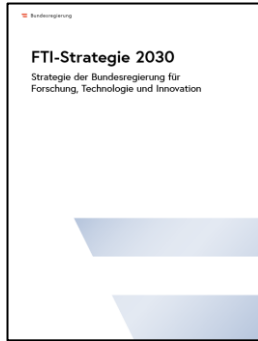 Bundesregierung
FTI-Strategie 2030
Strategie der Bundesregierung für
Forschung, Technologie und Innovation